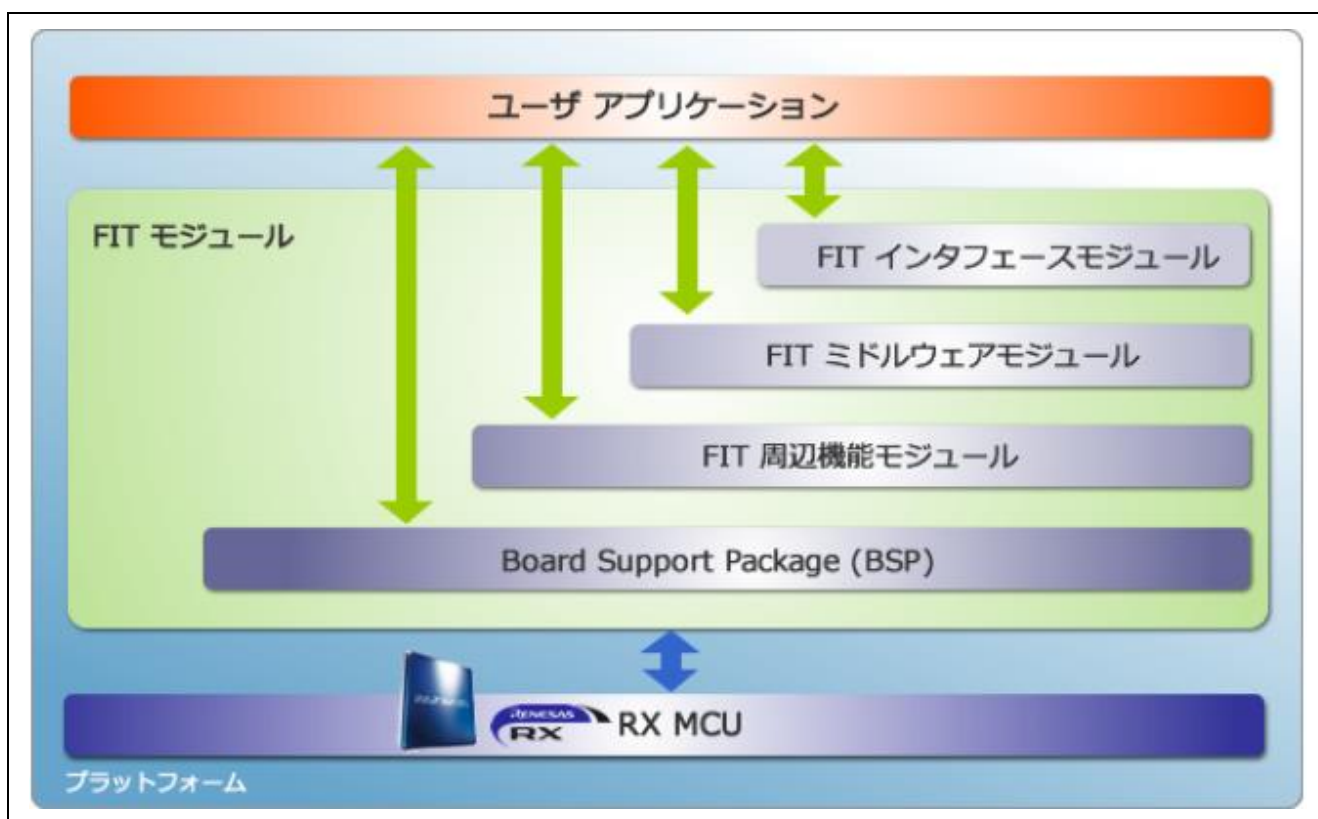 ユーザ アプリケーション
FIT モジュール
FIT インタフェースモジュール
FIT ミドルウェアモジュール
FIT 周辺機能モジュール
Board Support Package (BSP)
RENESAS
RX
RX MCU
プラットフォーム